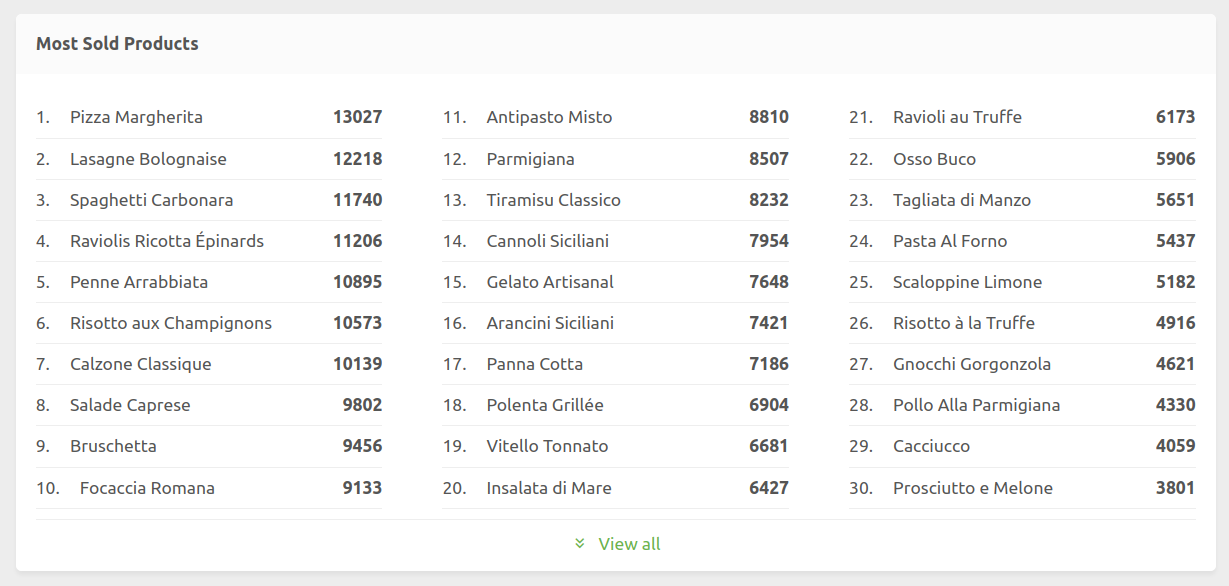 Most Sold Products
1. Pizza Margherita 13027
2. Lasagne Bolognaise 12218
3. Spaghetti Carbonara 11740
4. Raviolis Ricotta Épinards 11206
5. Penne Arrabbiata 10895
6. Risotto aux Champignons 10573
7. Calzone Classique 10139
8. Salade Caprese 9802
9. Bruschetta 9456
10. Focaccia Romana 9133
11. Antipasto Misto 8810
12. Parmigiana 8507
13. Tiramisu Classico 8232
14. Cannoli Siciliani 7954
15. Gelato Artisanal 7648
16. Arancini Siciliani 7421
17. Panna Cotta 7186
18. Polenta Grillée 6904
19. Vitello Tonnato 6681
20. Insalata di Mare 6427
21. Ravioli au Truffe 6173
22. Osso Buco 5906
23. Tagliata di Manzo 5651
24. Pasta Al Forno 5437
25. Scaloppine Limone 5182
26. Risotto à la Truffe 4916
27. Gnocchi Gorgonzola 4621
28. Pollo Alla Parmigiana 4330
29. Cacciucco 4059
30. Prosciutto e Melone 3801
View all